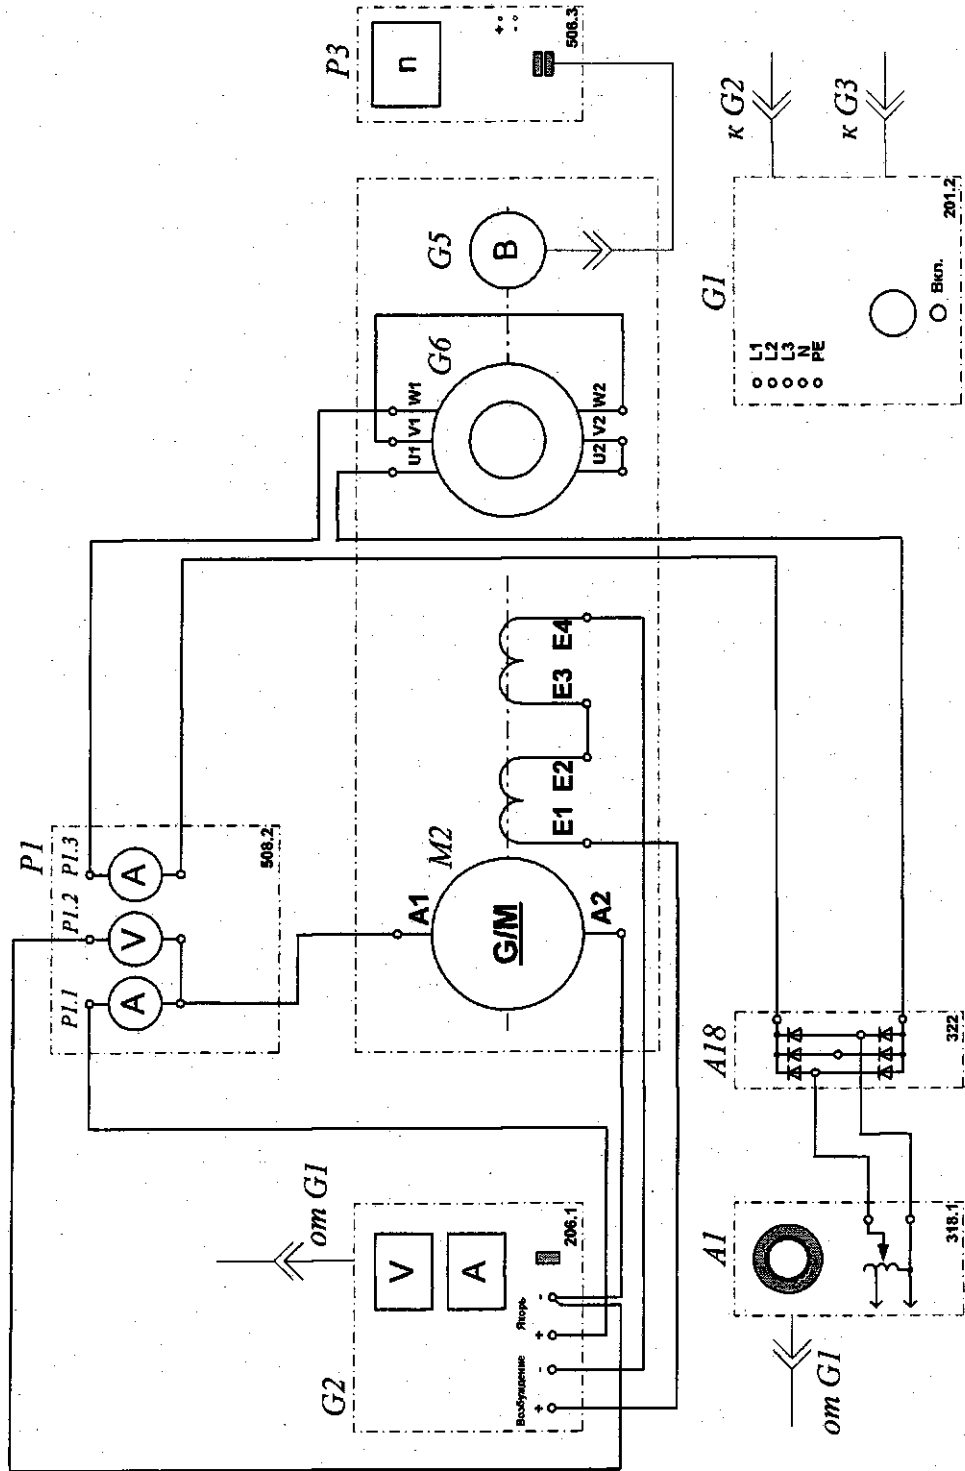 P3
n
+
-
506.3
к G2
к G3
G5
B
G6
U1 V1 W1
U2 V2 W2
G1
L1
L2
L3
N
PE
Вкл.
201.2
P1
P1.1
P1.2
P1.3
A
V
A
508.2
M2
A1
G/M
A2
E1 E2 E3 E4
A18
322
от G1
G2
V
A
206.1
Возбуждение
Якорь
+ - + -
A1
318.1
от G1